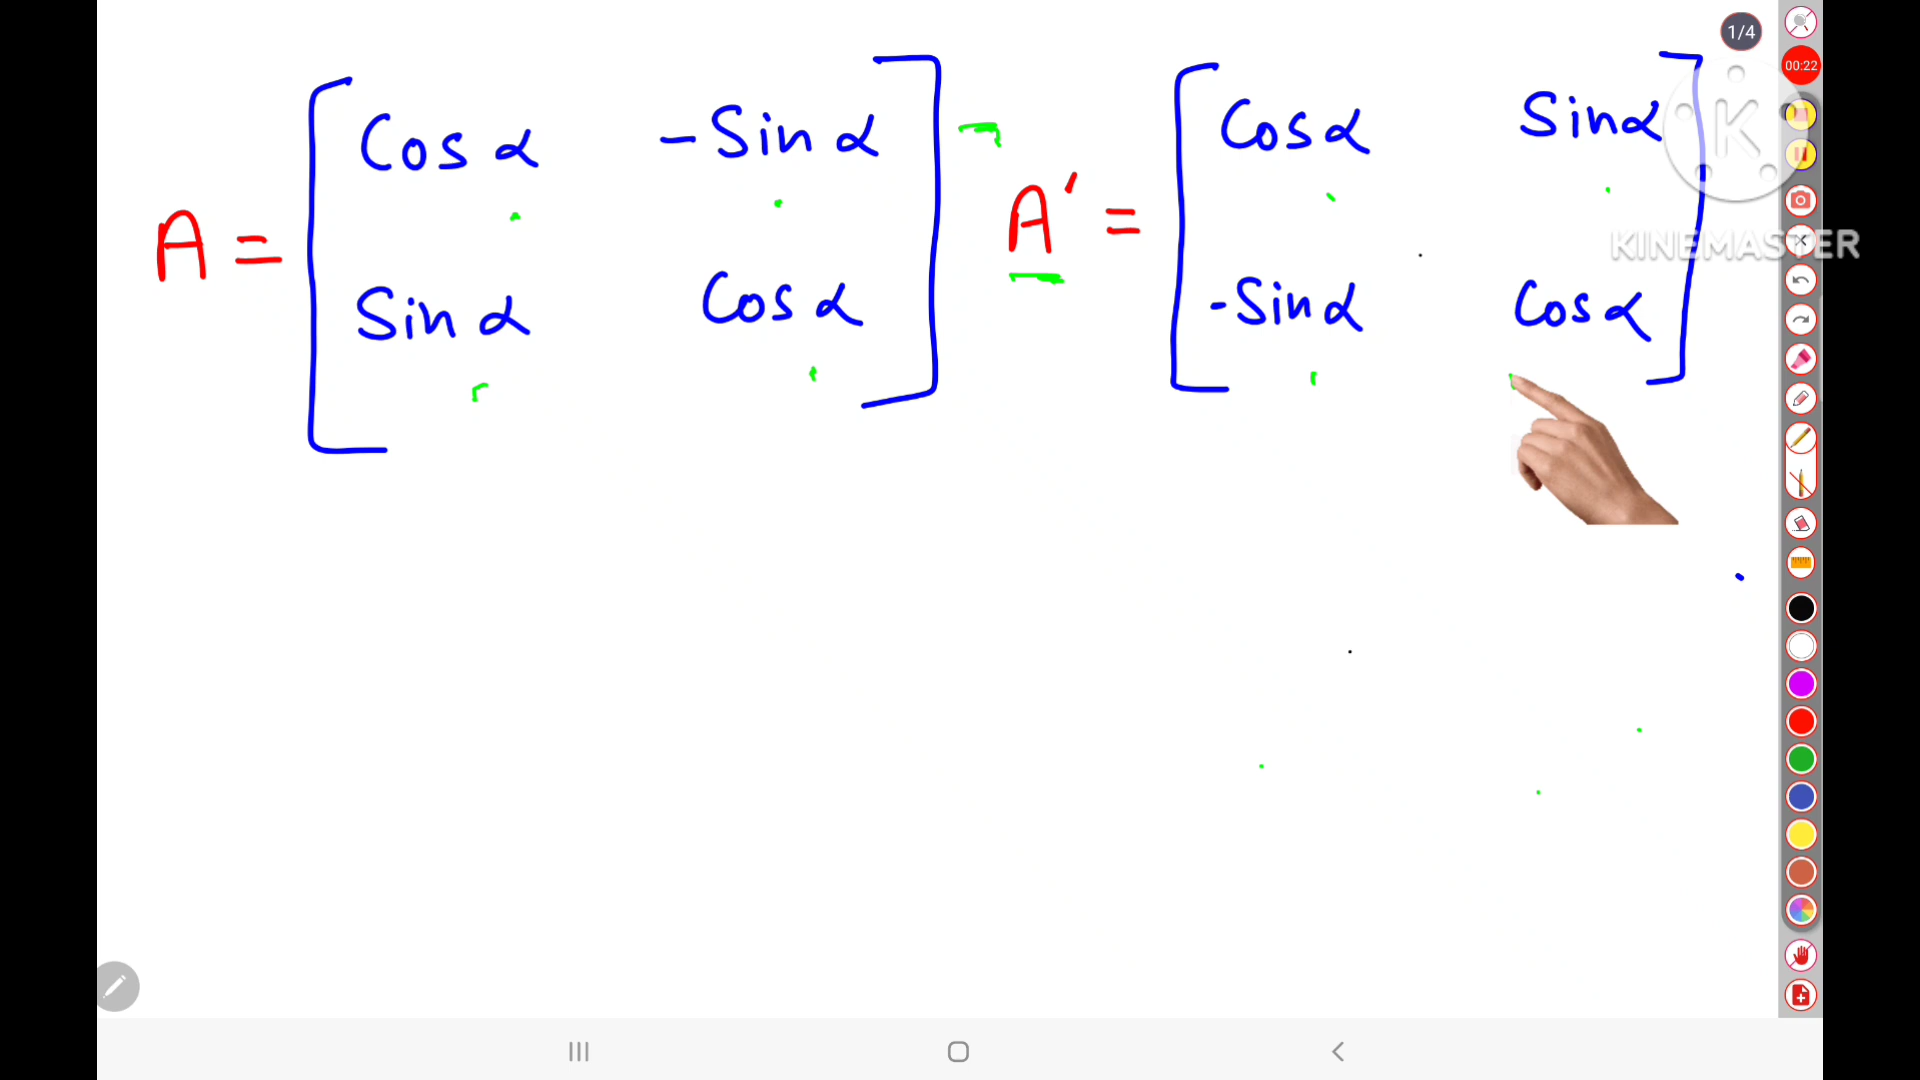 1/4
00:22
A = [ Cos α -Sin α
Sin α Cos α ]
A' = [ Cos α Sin α
-Sin α Cos α ]
K
KINEMASTER